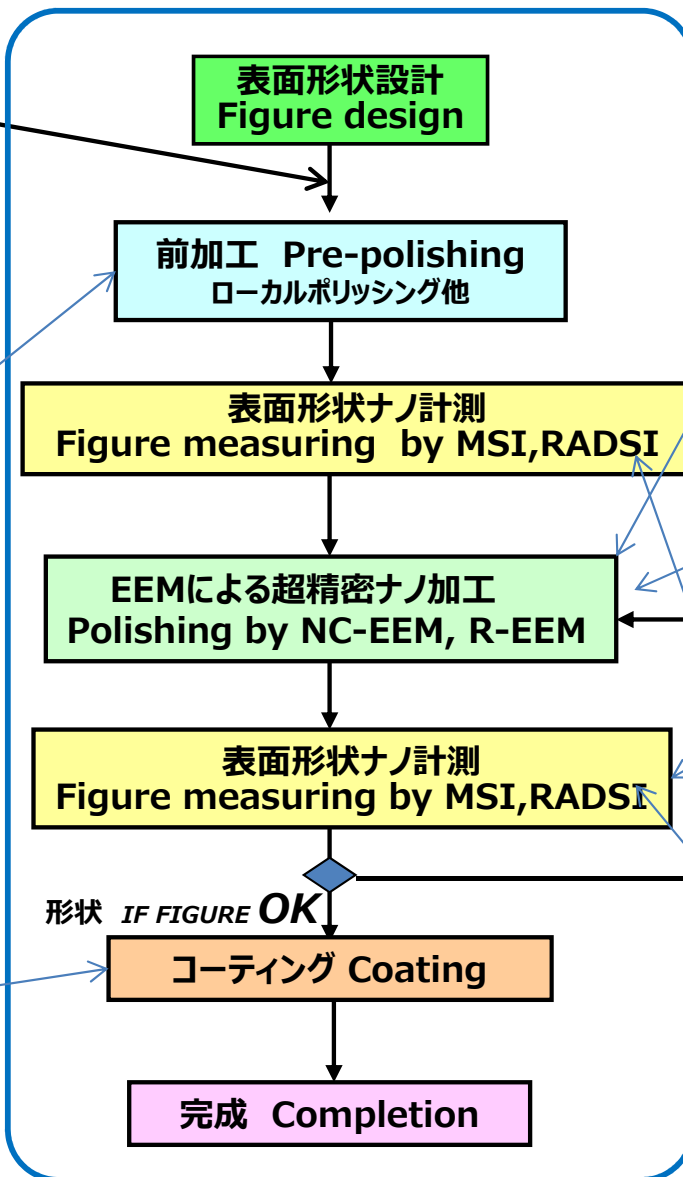 表面形状設計
Figure design
前加工 Pre-polishing
ローカルポリッシング他
表面形状ナノ計測
Figure measuring by MSI,RADSI
EEMによる超精密ナノ加工
Polishing by NC-EEM, R-EEM
表面形状ナノ計測
Figure measuring by MSI,RADSI
形状 IF FIGURE OK
コーティング Coating
完成 Completion